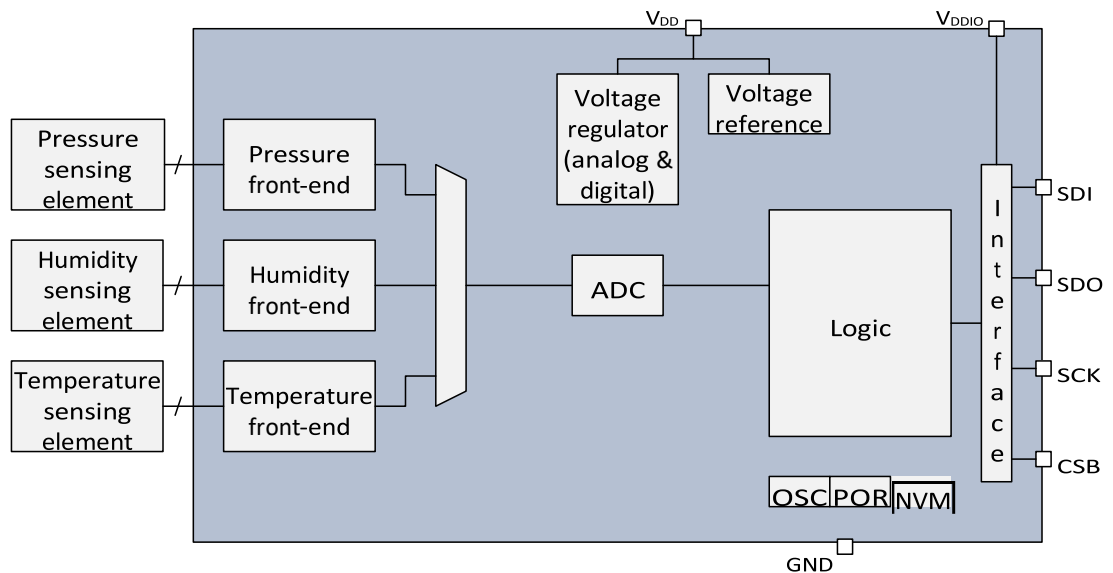 VDD
VDDIO
Voltage
regulator
(analog &
digital)
Voltage
reference
Pressure
sensing
element
Pressure
front-end
Humidity
sensing
element
Humidity
front-end
Temperature
sensing
element
Temperature
front-end
ADC
Logic
Interface
SDI
SDO
SCK
CSB
OSC
POR
NVM
GND